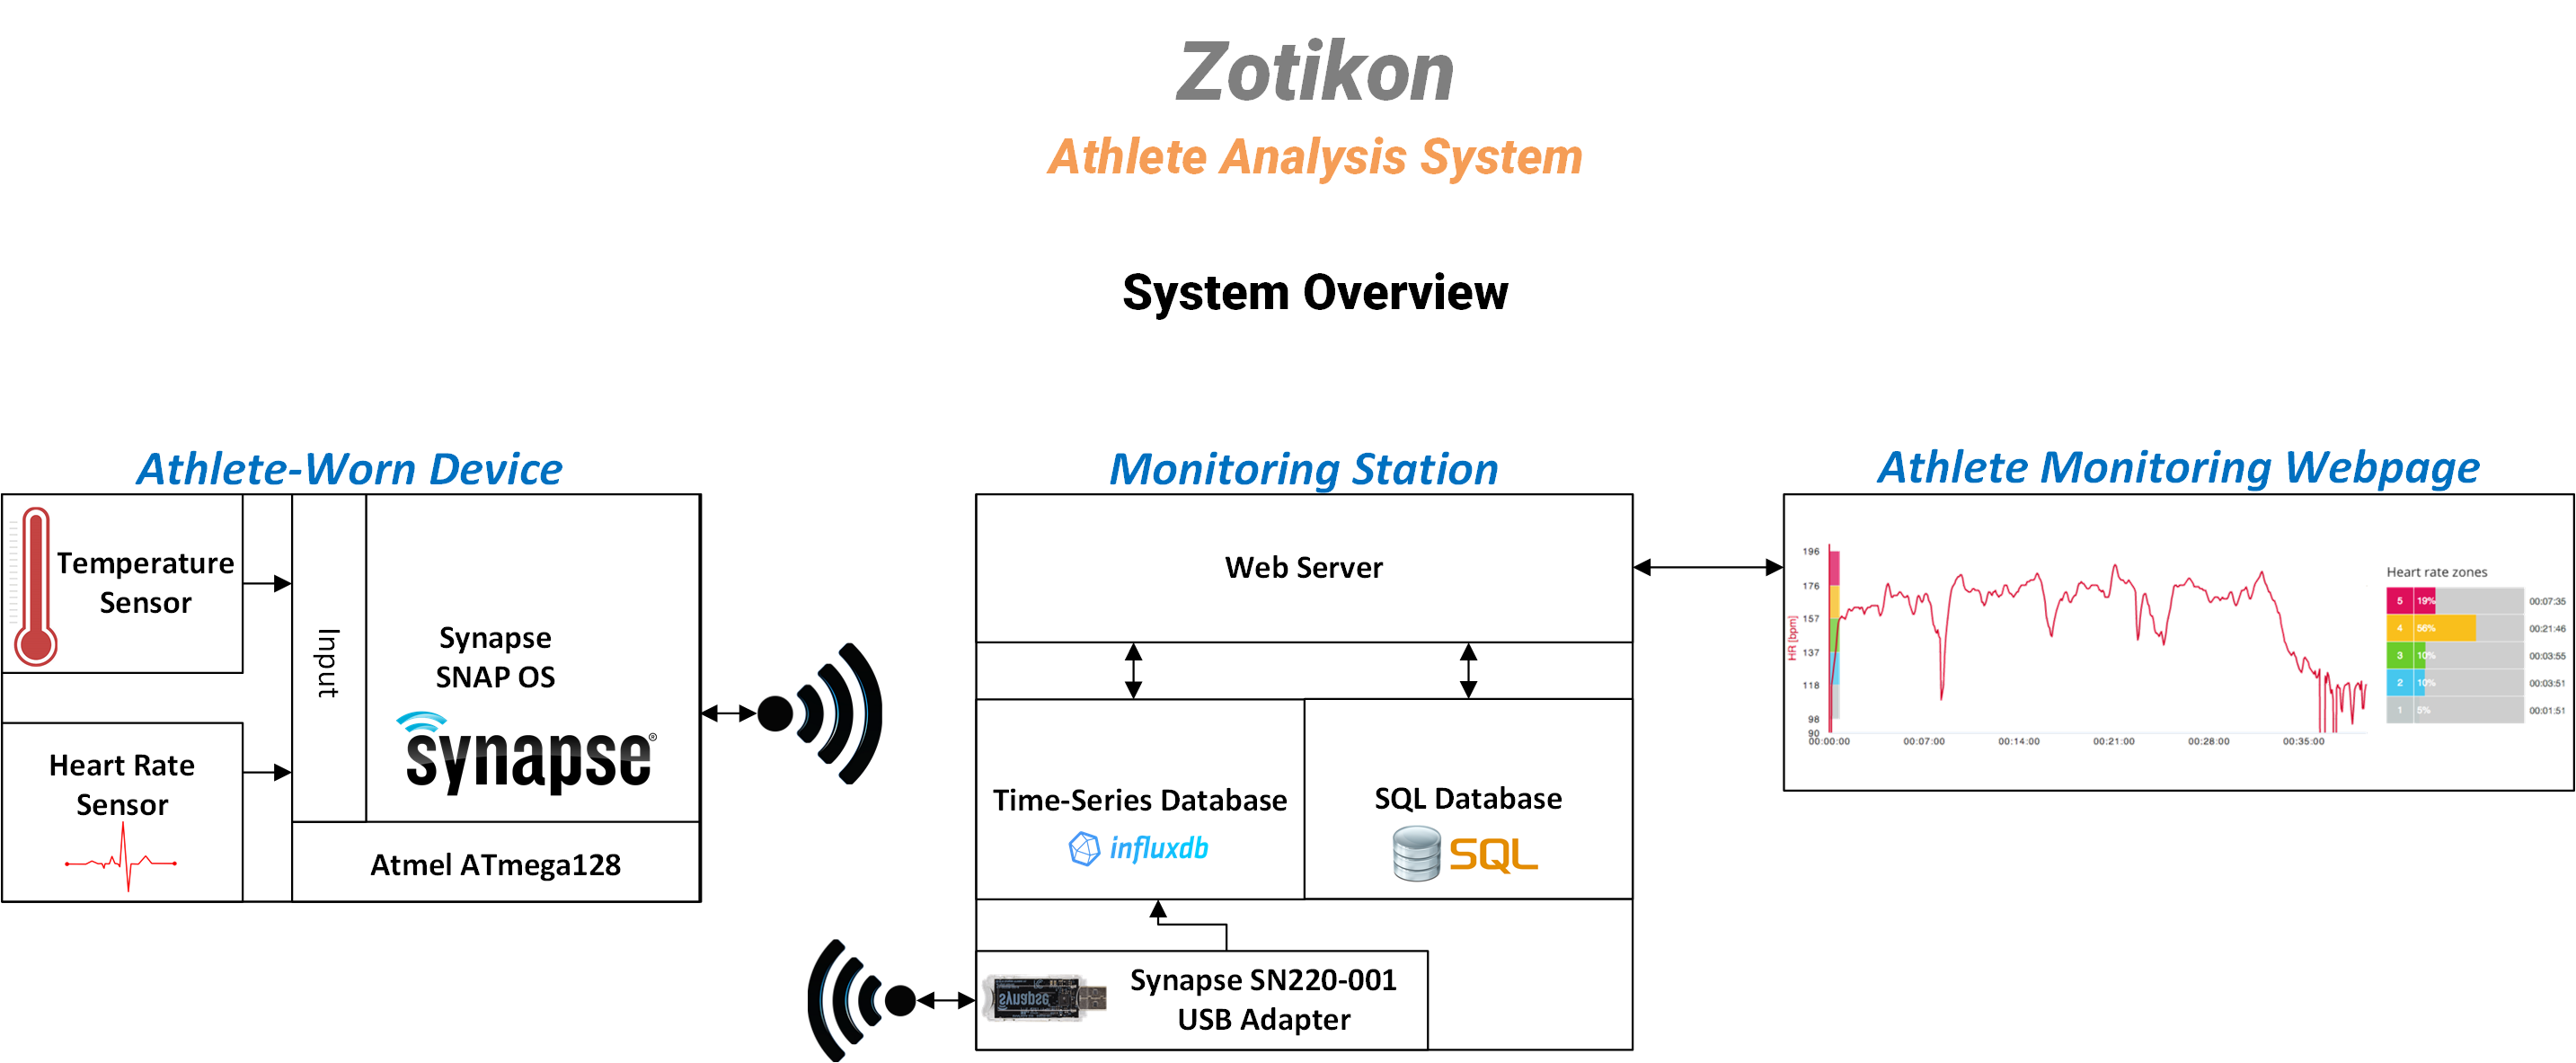 Zotikon
Athlete Analysis System
System Overview
Athlete-Worn Device
Temperature
Sensor
Heart Rate
Sensor
Input
Synapse
SNAP OS
synapse®
Atmel ATmega128
Monitoring Station
Web Server
Time-Series Database
influxdb
SQL Database
SQL
synapse
Synapse SN220-001
USB Adapter
Athlete Monitoring Webpage
HR [bpm]
196
176
157
137
118
98
90
00:00:00
00:07:00
00:14:00
00:21:00
00:28:00
00:35:00
Heart rate zones
5 19% 00:07:35
4 56% 00:21:46
3 10% 00:03:55
2 10% 00:03:51
1 5% 00:01:51